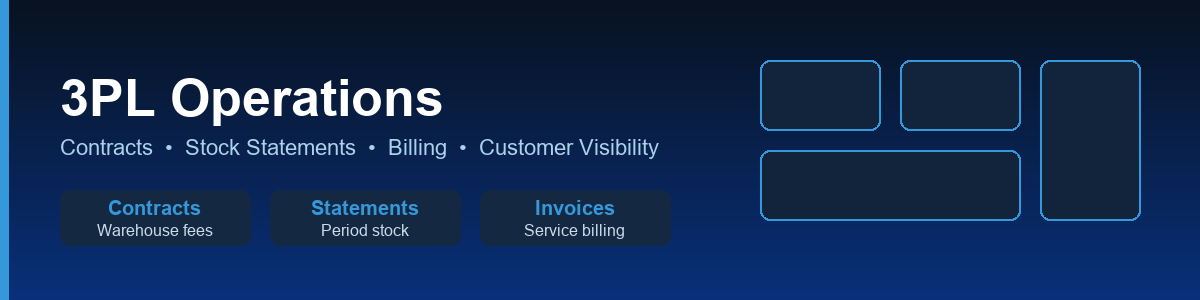 3PL Operations
Contracts • Stock Statements • Billing • Customer Visibility
Contracts
Warehouse fees
Statements
Period stock
Invoices
Service billing